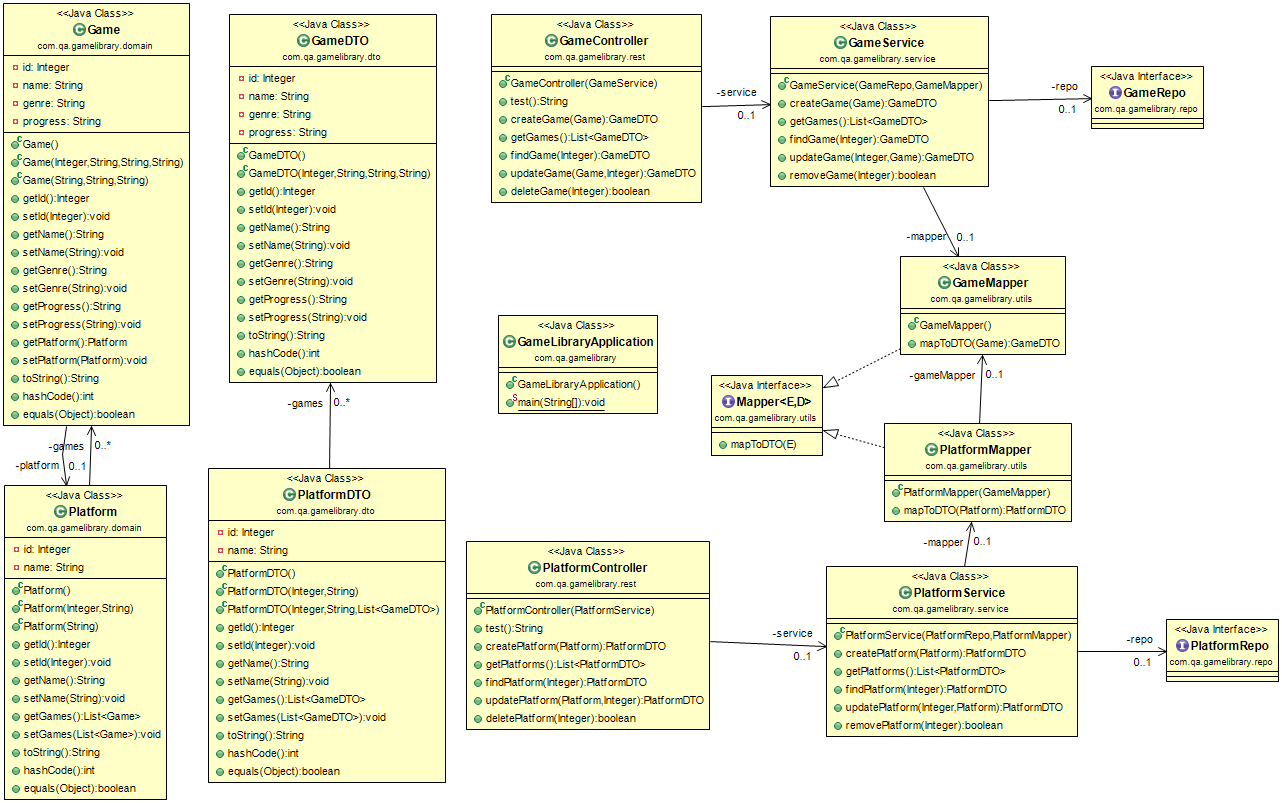 <<Java Class>>
Game
com.qa.gamelibrary.domain
id: Integer
name: String
genre: String
progress: String
Game()
Game(Integer,String,String,String)
Game(String,String,String)
getId():Integer
setId(Integer):void
getName():String
setName(String):void
getGenre():String
setGenre(String):void
getProgress():String
setProgress(String):void
getPlatform():Platform
setPlatform(Platform):void
toString():String
hashCode():int
equals(Object):boolean
-games 0..*
-platform 0..1
<<Java Class>>
Platform
com.qa.gamelibrary.domain
id: Integer
name: String
Platform()
Platform(Integer,String)
Platform(String)
getId():Integer
setId(Integer):void
getName():String
setName(String):void
getGames():List<Game>
setGames(List<Game>):void
toString():String
hashCode():int
equals(Object):boolean
<<Java Class>>
GameDTO
com.qa.gamelibrary.dto
id: Integer
name: String
genre: String
progress: String
GameDTO()
GameDTO(Integer,String,String,String)
getId():Integer
setId(Integer):void
getName():String
setName(String):void
getGenre():String
setGenre(String):void
getProgress():String
setProgress(String):void
toString():String
hashCode():int
equals(Object):boolean
-games 0..*
<<Java Class>>
PlatformDTO
com.qa.gamelibrary.dto
id: Integer
name: String
PlatformDTO()
PlatformDTO(Integer,String)
PlatformDTO(Integer,String,List<GameDTO>)
getId():Integer
setId(Integer):void
getName():String
setName(String):void
getGames():List<GameDTO>
setGames(List<GameDTO>):void
toString():String
hashCode():int
equals(Object):boolean
<<Java Class>>
GameController
com.qa.gamelibrary.rest
GameController(GameService)
test():String
createGame(Game):GameDTO
getGames():List<GameDTO>
findGame(Integer):GameDTO
updateGame(Game,Integer):GameDTO
deleteGame(Integer):boolean
-service
0..1
<<Java Class>>
GameService
com.qa.gamelibrary.service
GameService(GameRepo,GameMapper)
createGame(Game):GameDTO
getGames():List<GameDTO>
findGame(Integer):GameDTO
updateGame(Integer,Game):GameDTO
removeGame(Integer):boolean
-repo
0..1
<<Java Interface>>
GameRepo
com.qa.gamelibrary.repo
-mapper 0..1
<<Java Class>>
GameMapper
com.qa.gamelibrary.utils
GameMapper()
mapToDTO(Game):GameDTO
<<Java Class>>
GameLibraryApplication
com.qa.gamelibrary
GameLibraryApplication()
main(String[]):void
<<Java Interface>>
Mapper<E,D>
com.qa.gamelibrary.utils
mapToDTO(E)
-gameMapper 0..1
<<Java Class>>
PlatformMapper
com.qa.gamelibrary.utils
PlatformMapper(GameMapper)
mapToDTO(Platform):PlatformDTO
-mapper 0..1
<<Java Class>>
PlatformController
com.qa.gamelibrary.rest
PlatformController(PlatformService)
test():String
createPlatform(Platform):PlatformDTO
getPlatforms():List<PlatformDTO>
findPlatform(Integer):PlatformDTO
updatePlatform(Platform,Integer):PlatformDTO
deletePlatform(Integer):boolean
-service
0..1
<<Java Class>>
PlatformService
com.qa.gamelibrary.service
PlatformService(PlatformRepo,PlatformMapper)
createPlatform(Platform):PlatformDTO
getPlatforms():List<PlatformDTO>
findPlatform(Integer):PlatformDTO
updatePlatform(Integer,Platform):PlatformDTO
removePlatform(Integer):boolean
-repo
0..1
<<Java Interface>>
PlatformRepo
com.qa.gamelibrary.repo